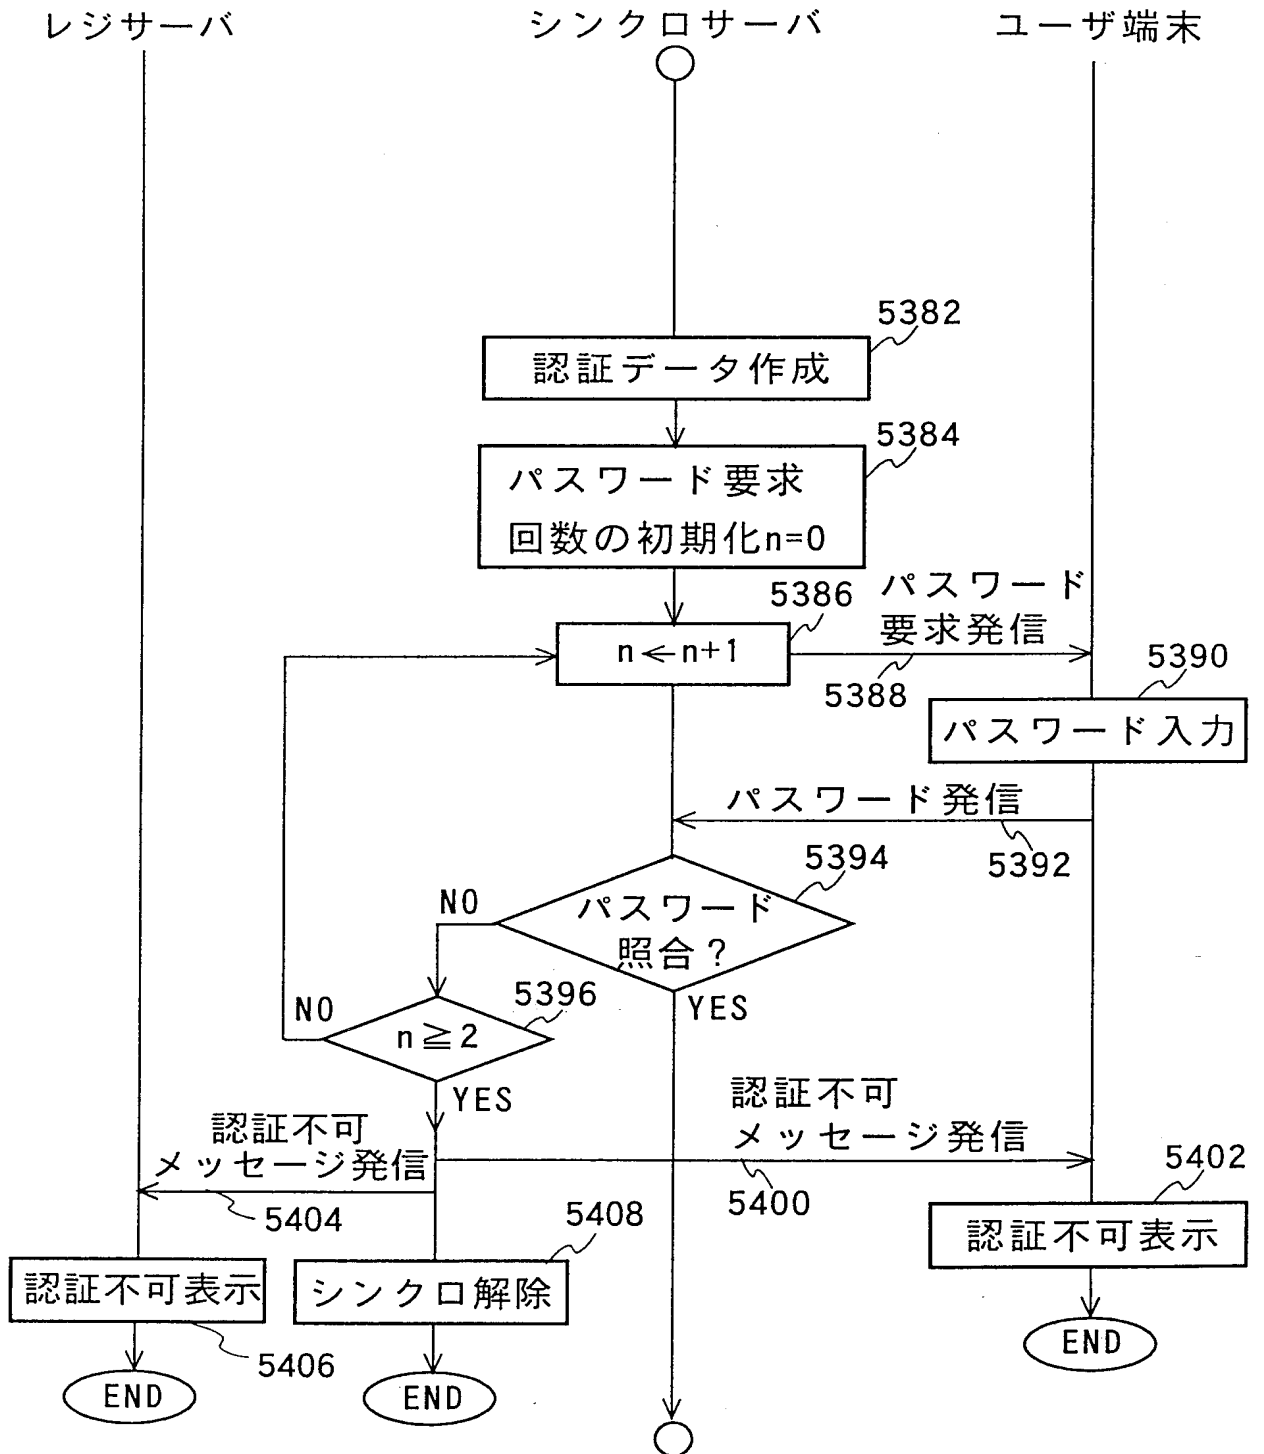 レジサーバ
シンクロサーバ
ユーザ端末
5382
認証データ作成
5384
パスワード要求
回数の初期化n=0
5386
n←n+1
パスワード
要求発信
5388
5390
パスワード入力
パスワード発信
5392
5394
パスワード
照合？
NO
YES
5396
n≧2
NO
YES
認証不可
メッセージ発信
5400
認証不可
メッセージ発信
5404
5402
認証不可表示
END
5408
シンクロ解除
END
認証不可表示
5406
END